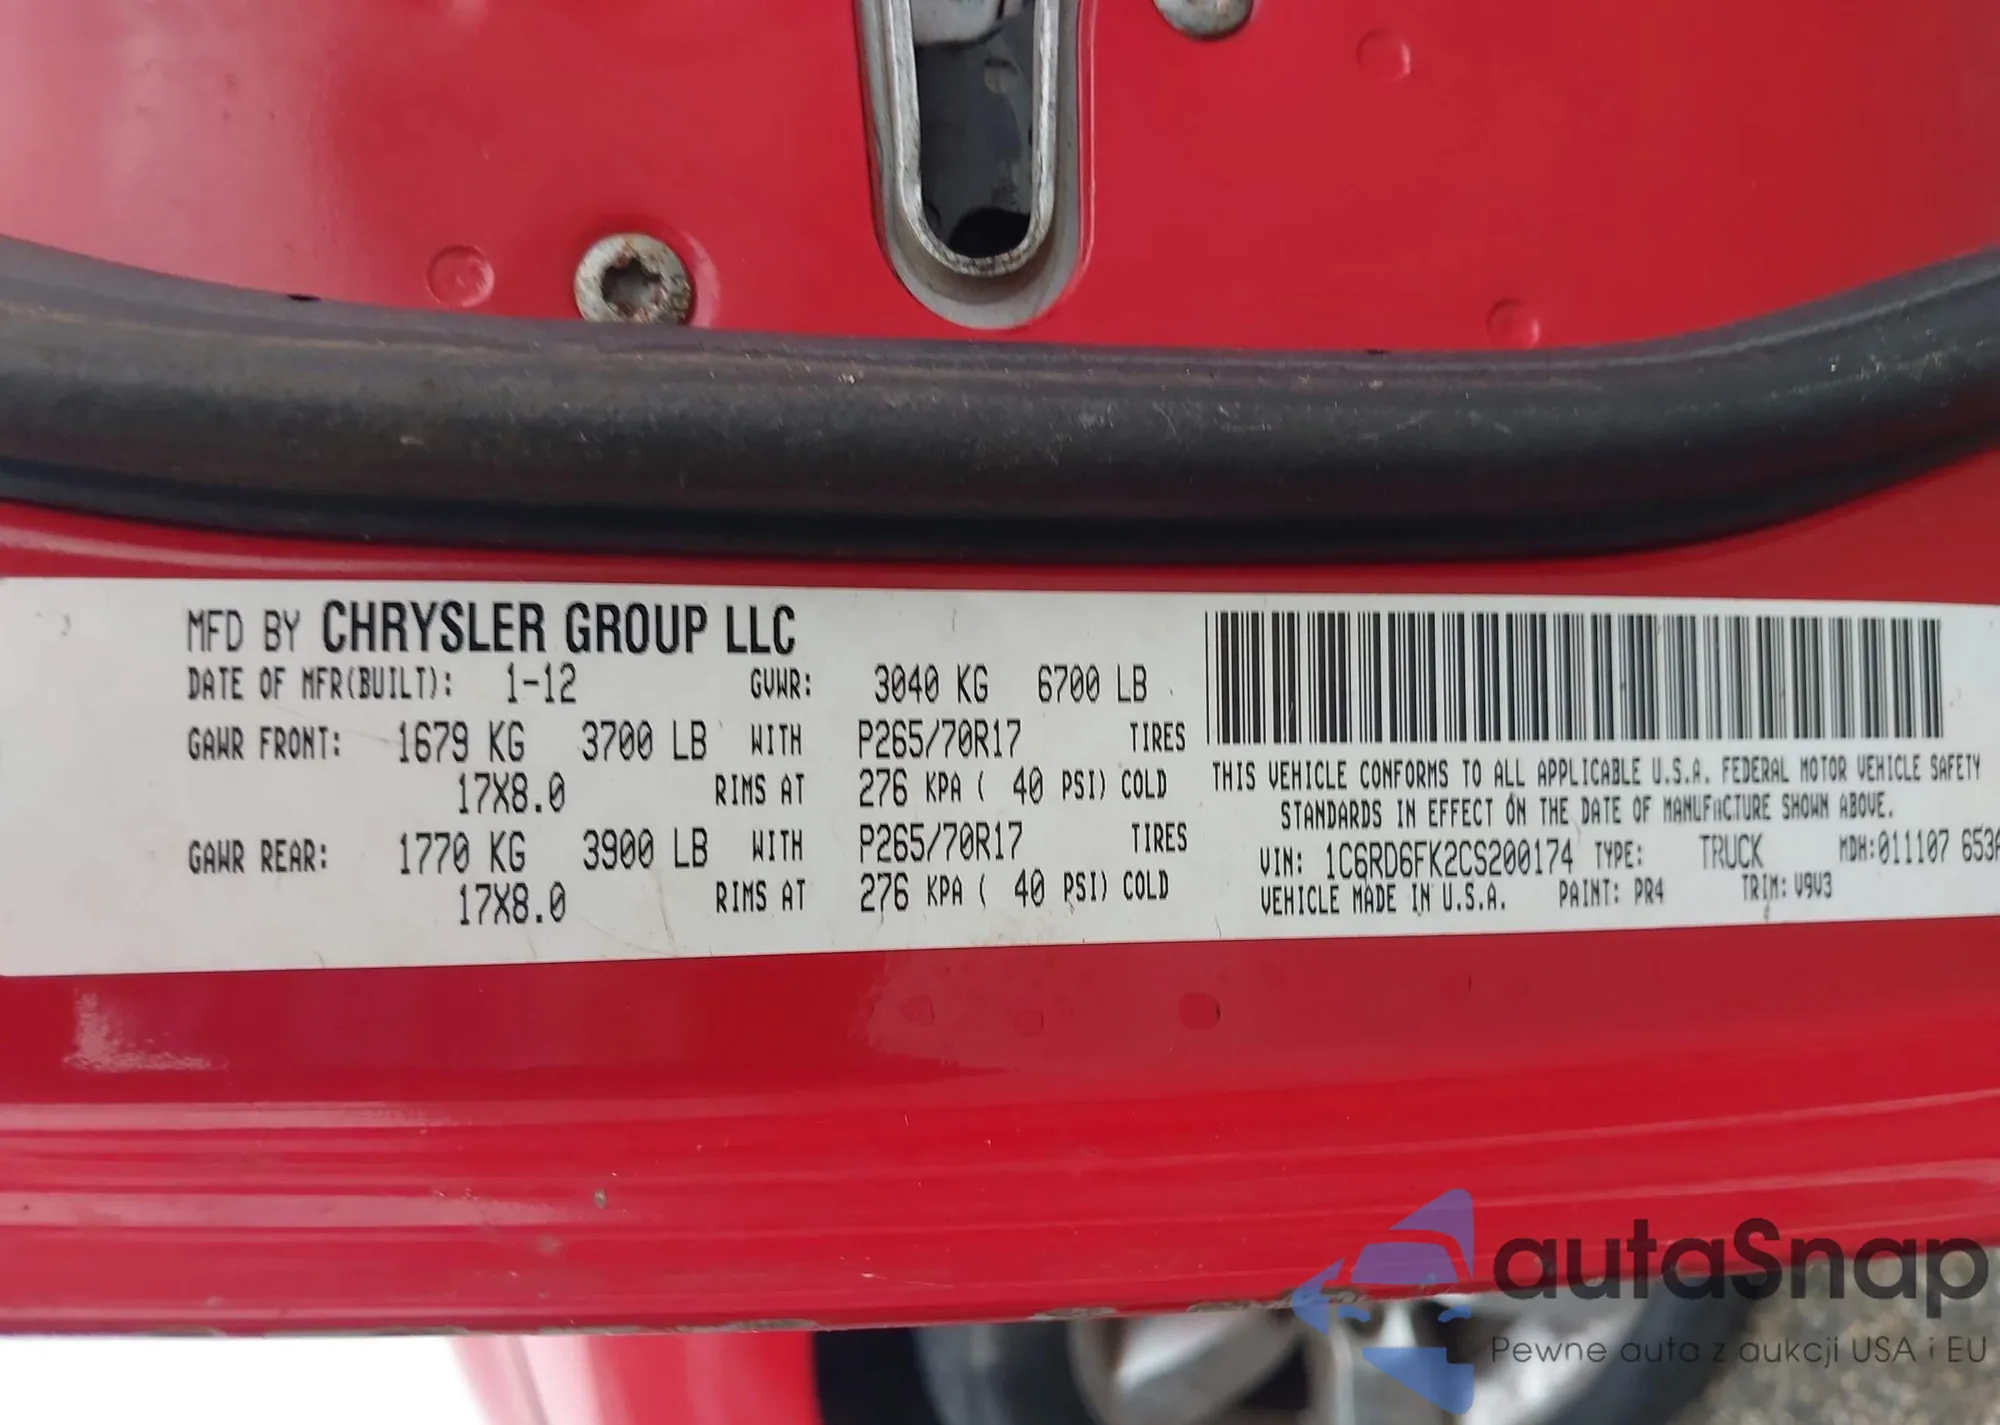 MFD BY CHRYSLER GROUP LLC
DATE OF MFR(BUILT): 1-12 GVWR: 3040 KG 6700 LB
GAWR FRONT: 1679 KG 3700 LB WITH P265/70R17 TIRES
17X8.0 RIMS AT 276 KPA ( 40 PSI) COLD
GAWR REAR: 1770 KG 3900 LB WITH P265/70R17 TIRES
17X8.0 RIMS AT 276 KPA ( 40 PSI) COLD
THIS VEHICLE CONFORMS TO ALL APPLICABLE U.S.A. FEDERAL MOTOR VEHICLE SAFETY
STANDARDS IN EFFECT ON THE DATE OF MANUFACTURE SHOWN ABOVE.
VIN: 1C6RD6FK2CS200174 TYPE: TRUCK MDH:011107 653A
VEHICLE MADE IN U.S.A. PAINT: PR4 TRIM: V9V3
autaSnap
Pewne auta z aukcji USA i EU